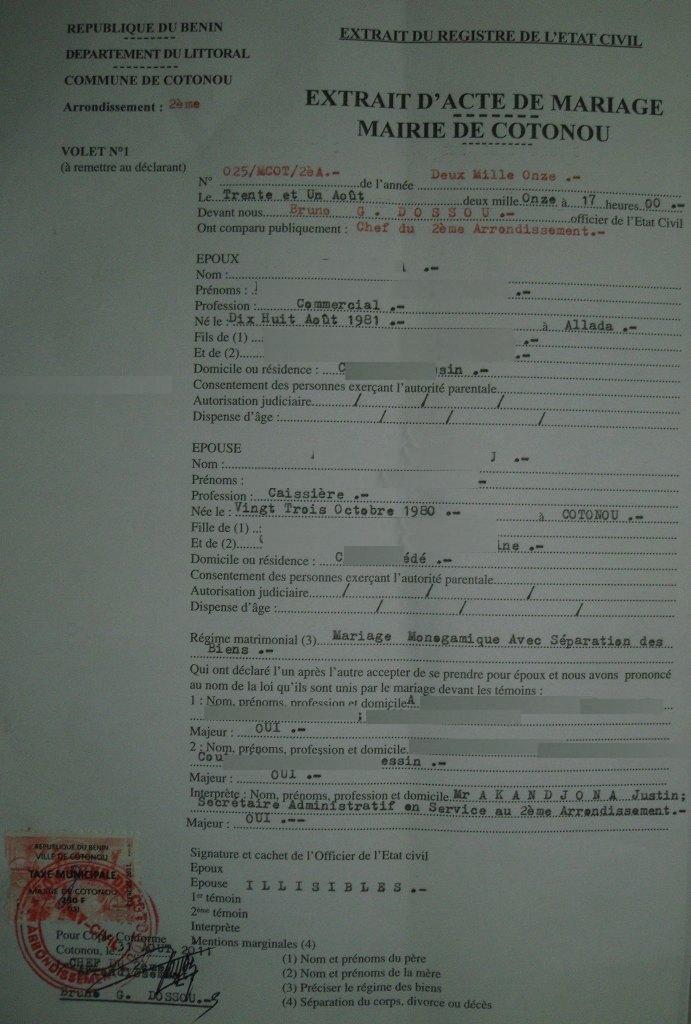 REPUBLIQUE DU BENIN
DEPARTEMENT DU LITTORAL
COMMUNE DE COTONOU
Arrondissement : 2ème
VOLET N°1
(à remettre au déclarant)
EXTRAIT DU REGISTRE DE L'ETAT CIVIL
EXTRAIT D'ACTE DE MARIAGE
MAIRIE DE COTONOU
N° 025/MCOT/2èA.- de l'année Deux Mille Onze .-
Le Trente et Un Août deux mille Onze à 17 heures 00 .-
Devant nous Bruno G. DOSSOU.- officier de l'Etat Civil
Ont comparu publiquement : Chef du 2ème Arrondissement.-
EPOUX
Nom : .-
Prénoms : .-
Profession : Commercial .-
Né le : Dix Huit Août 1981 .- à Allada .-
Fils de (1) .-
Et de (2) .-
Domicile ou résidence : C sin .-
Consentement des personnes exerçant l'autorité parentale
Autorisation judiciaire / / /
Dispense d'âge : / / /
EPOUSE
Nom : .-
Prénoms : -
Profession : Caissière .-
Née le : Vingt Trois Octobre 1980 .- à COTONOU .-
Fille de (1)
Et de (2) ine .-
Domicile ou résidence : C édé .-
Consentement des personnes exerçant l'autorité parentale
Autorisation judiciaire / / /
Dispense d'âge : / / /
Régime matrimonial (3) Mariage Monogamique Avec Séparation des
Biens .-
Qui ont déclaré l'un après l'autre accepter de se prendre pour époux et nous avons prononcé
au nom de la loi qu'ils sont unis par le mariage devant les témoins :
1 : Nom, prénoms, profession et domicile A
;
Majeur : OUI .-
2 : Nom, prénoms, profession et domicile
Cou essin .-
Majeur : OUI .-
Interprète : Nom, prénoms, profession et domicile Mr AKANDJONA Justin;
Secrétaire Administratif en Service au 2ème Arrondissement.-
Majeur : OUI .--
Signature et cachet de l'Officier de l'Etat civil
Epoux
Epouse ILLISIBLES.-
1er témoin
2ème témoin
Interprète
Mentions marginales (4)
(1) Nom et prénoms du père
(2) Nom et prénoms de la mère
(3) Préciser le régime des biens
(4) Séparation du corps, divorce ou décès
REPUBLIQUE DU BENIN
VILLE DE COTONOU
TAXE MUNICIPALE
MAIRIE DE COTONOU
Pour Copie Conforme
Cotonou, le 31 AOUT 2011
CHEF DU 2ème
Arrondissement
Bruno G. DOSSOU.-